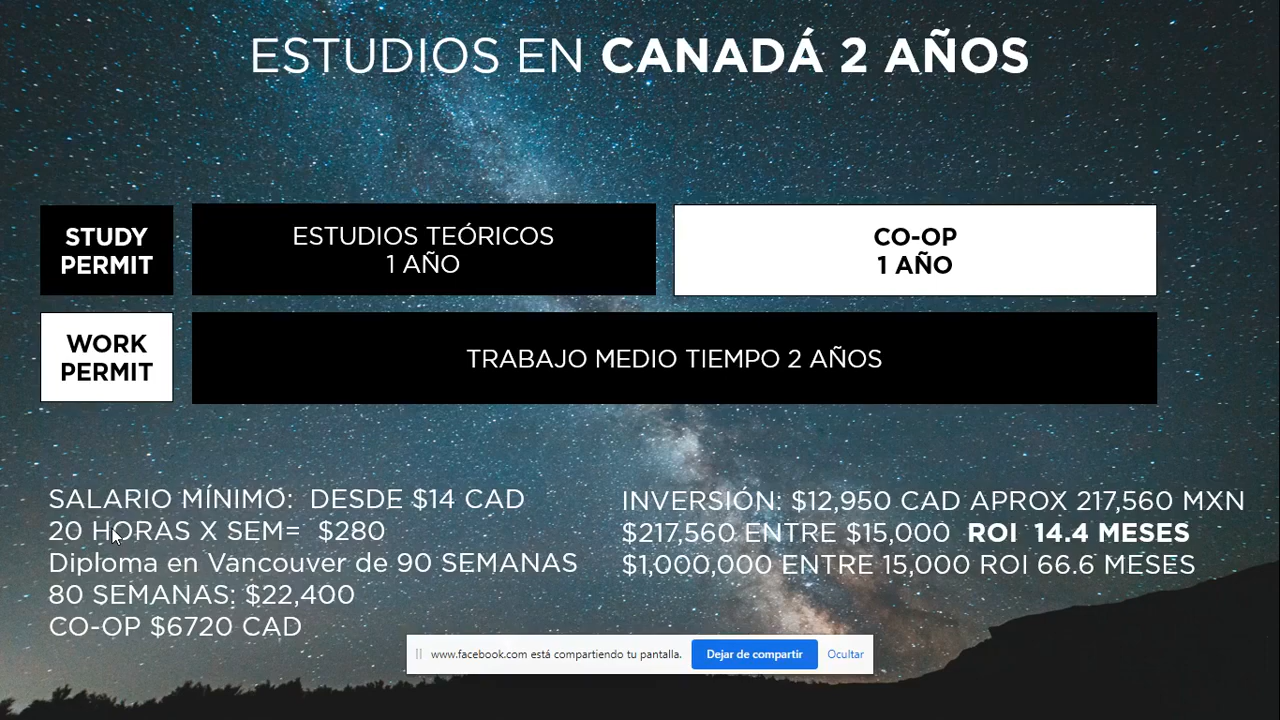 ESTUDIOS EN CANADÁ 2 AÑOS
STUDY
PERMIT
ESTUDIOS TEÓRICOS
1 AÑO
CO-OP
1 AÑO
WORK
PERMIT
TRABAJO MEDIO TIEMPO 2 AÑOS
SALARIO MÍNIMO: DESDE $14 CAD
20 HORAS X SEM= $280
Diploma en Vancouver de 90 SEMANAS
80 SEMANAS: $22,400
CO-OP $6720 CAD
INVERSIÓN: $12,950 CAD APROX 217,560 MXN
$217,560 ENTRE $15,000 ROI 14.4 MESES
$1,000,000 ENTRE 15,000 ROI 66.6 MESES
www.facebook.com está compartiendo tu pantalla.
Dejar de compartir
Ocultar